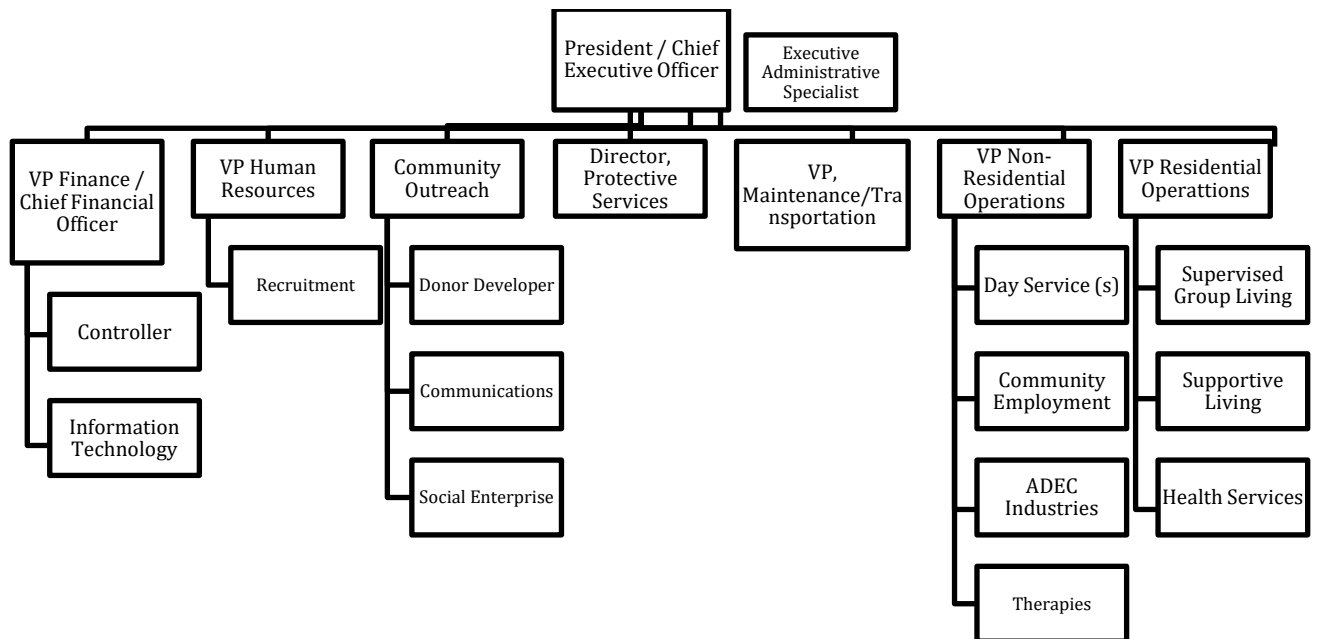 President / Chief
Executive Officer
Executive
Administrative
Specialist
VP Finance /
Chief Financial
Officer
VP Human
Resources
Community
Outreach
Director,
Protective
Services
VP,
Maintenance/Tra
nsportation
VP Non-
Residential
Operations
VP Residential
Operattions
Controller
Information
Technology
Recruitment
Donor Developer
Communications
Social Enterprise
Day Service (s)
Community
Employment
ADEC
Industries
Therapies
Supervised
Group Living
Supportive
Living
Health Services